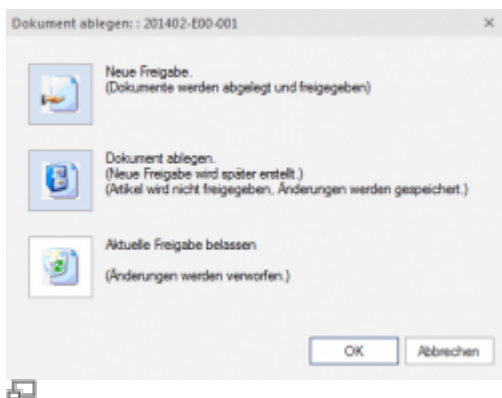 Dokument ablegen: : 201402-E00-001
Neue Freigabe.
(Dokumente werden abgelegt und freigegeben)
Dokument ablegen.
(Neue Freigabe wird später erstellt.)
(Artikel wird nicht freigegeben, Änderungen werden gespeichert.)
Aktuelle Freigabe belassen
(Änderungen werden verworfen.)
OK
Abbrechen